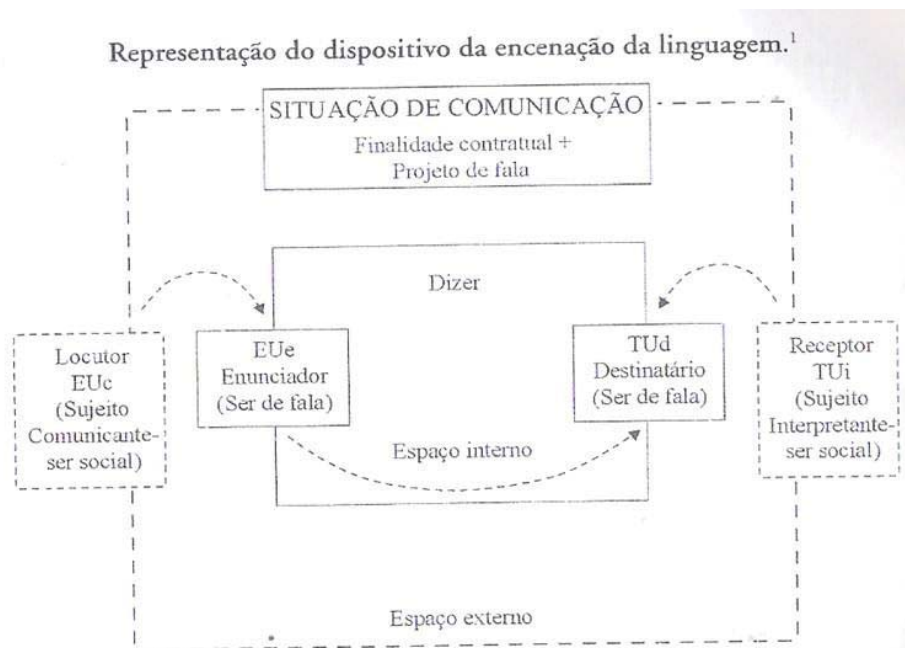 Representação do dispositivo da encenação da linguagem.¹
SITUAÇÃO DE COMUNICAÇÃO
Finalidade contratual +
Projeto de fala
Dizer
Locutor
EUc
(Sujeito
Comunicante-
ser social)
EUe
Enunciador
(Ser de fala)
TUd
Destinatário
(Ser de fala)
Receptor
TUi
(Sujeito
Interpretante-
ser social)
Espaço interno
Espaço externo